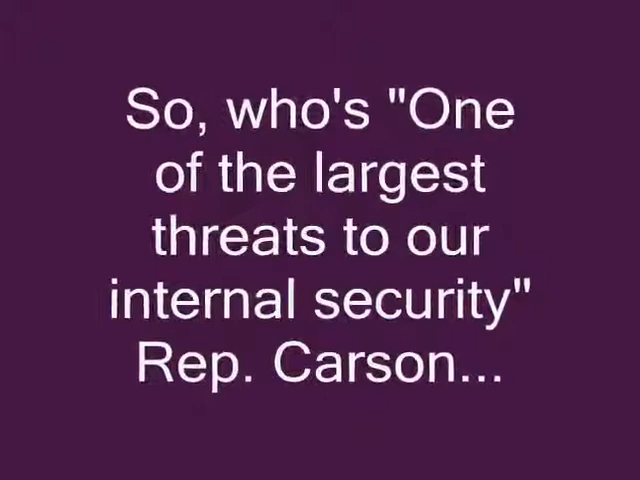 So, who's "One
of the largest
threats to our
internal security"
Rep. Carson...